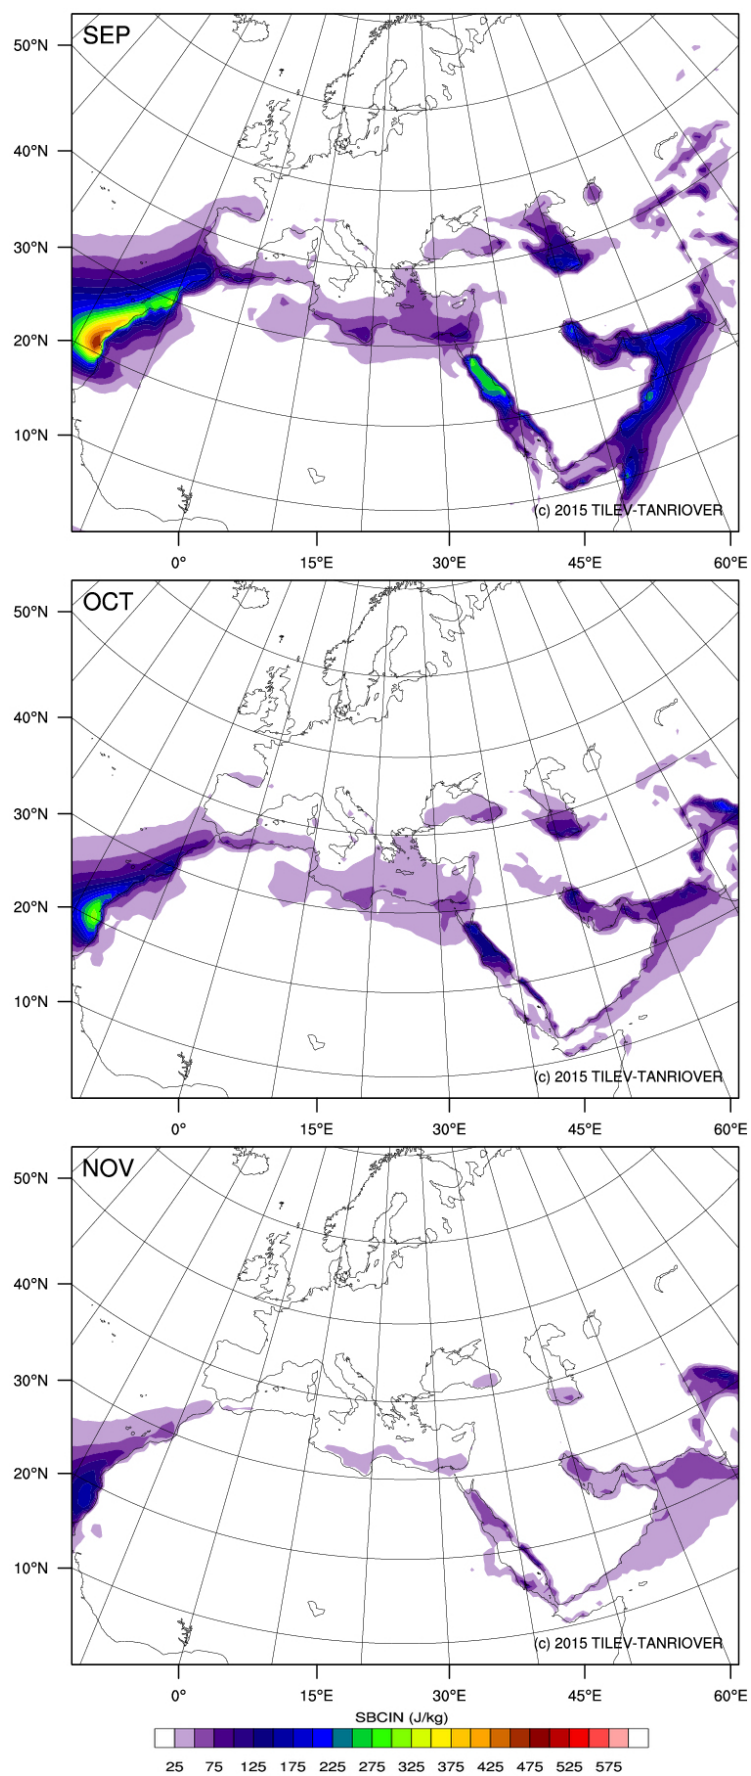 SEP
50°N
40°N
30°N
20°N
10°N
(c) 2015 TILEV-TANRIOVER
0° 15°E 30°E 45°E 60°E
OCT
50°N
40°N
30°N
20°N
10°N
(c) 2015 TILEV-TANRIOVER
0° 15°E 30°E 45°E 60°E
NOV
50°N
40°N
30°N
20°N
10°N
(c) 2015 TILEV-TANRIOVER
0° 15°E 30°E 45°E 60°E
SBCIN (J/kg)
25 75 125 175 225 275 325 375 425 475 525 575